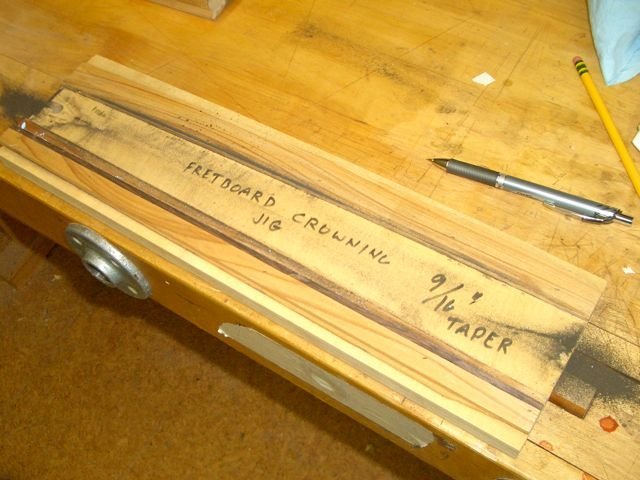 FRETBOARD CROWNING
JIG
9/16"
TAPER